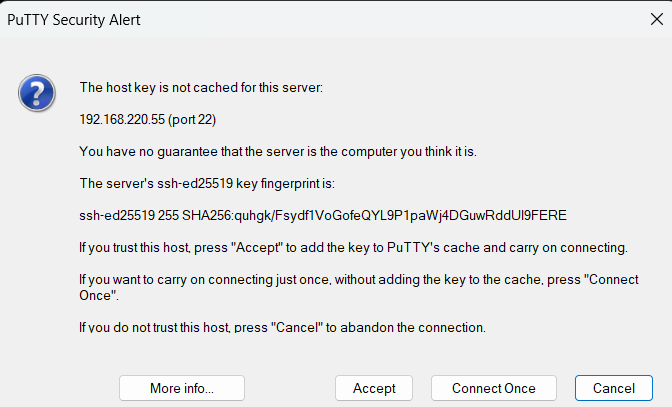 PuTTY Security Alert
The host key is not cached for this server:
192.168.220.55 (port 22)
You have no guarantee that the server is the computer you think it is.
The server's ssh-ed25519 key fingerprint is:
ssh-ed25519 255 SHA256:quhgk/Fsydf1VoGofeQYL9P1paWj4DGuwRddUl9FERE
If you trust this host, press "Accept" to add the key to PuTTY's cache and carry on connecting.
If you want to carry on connecting just once, without adding the key to the cache, press "Connect
Once".
If you do not trust this host, press "Cancel" to abandon the connection.
More info...
Accept
Connect Once
Cancel